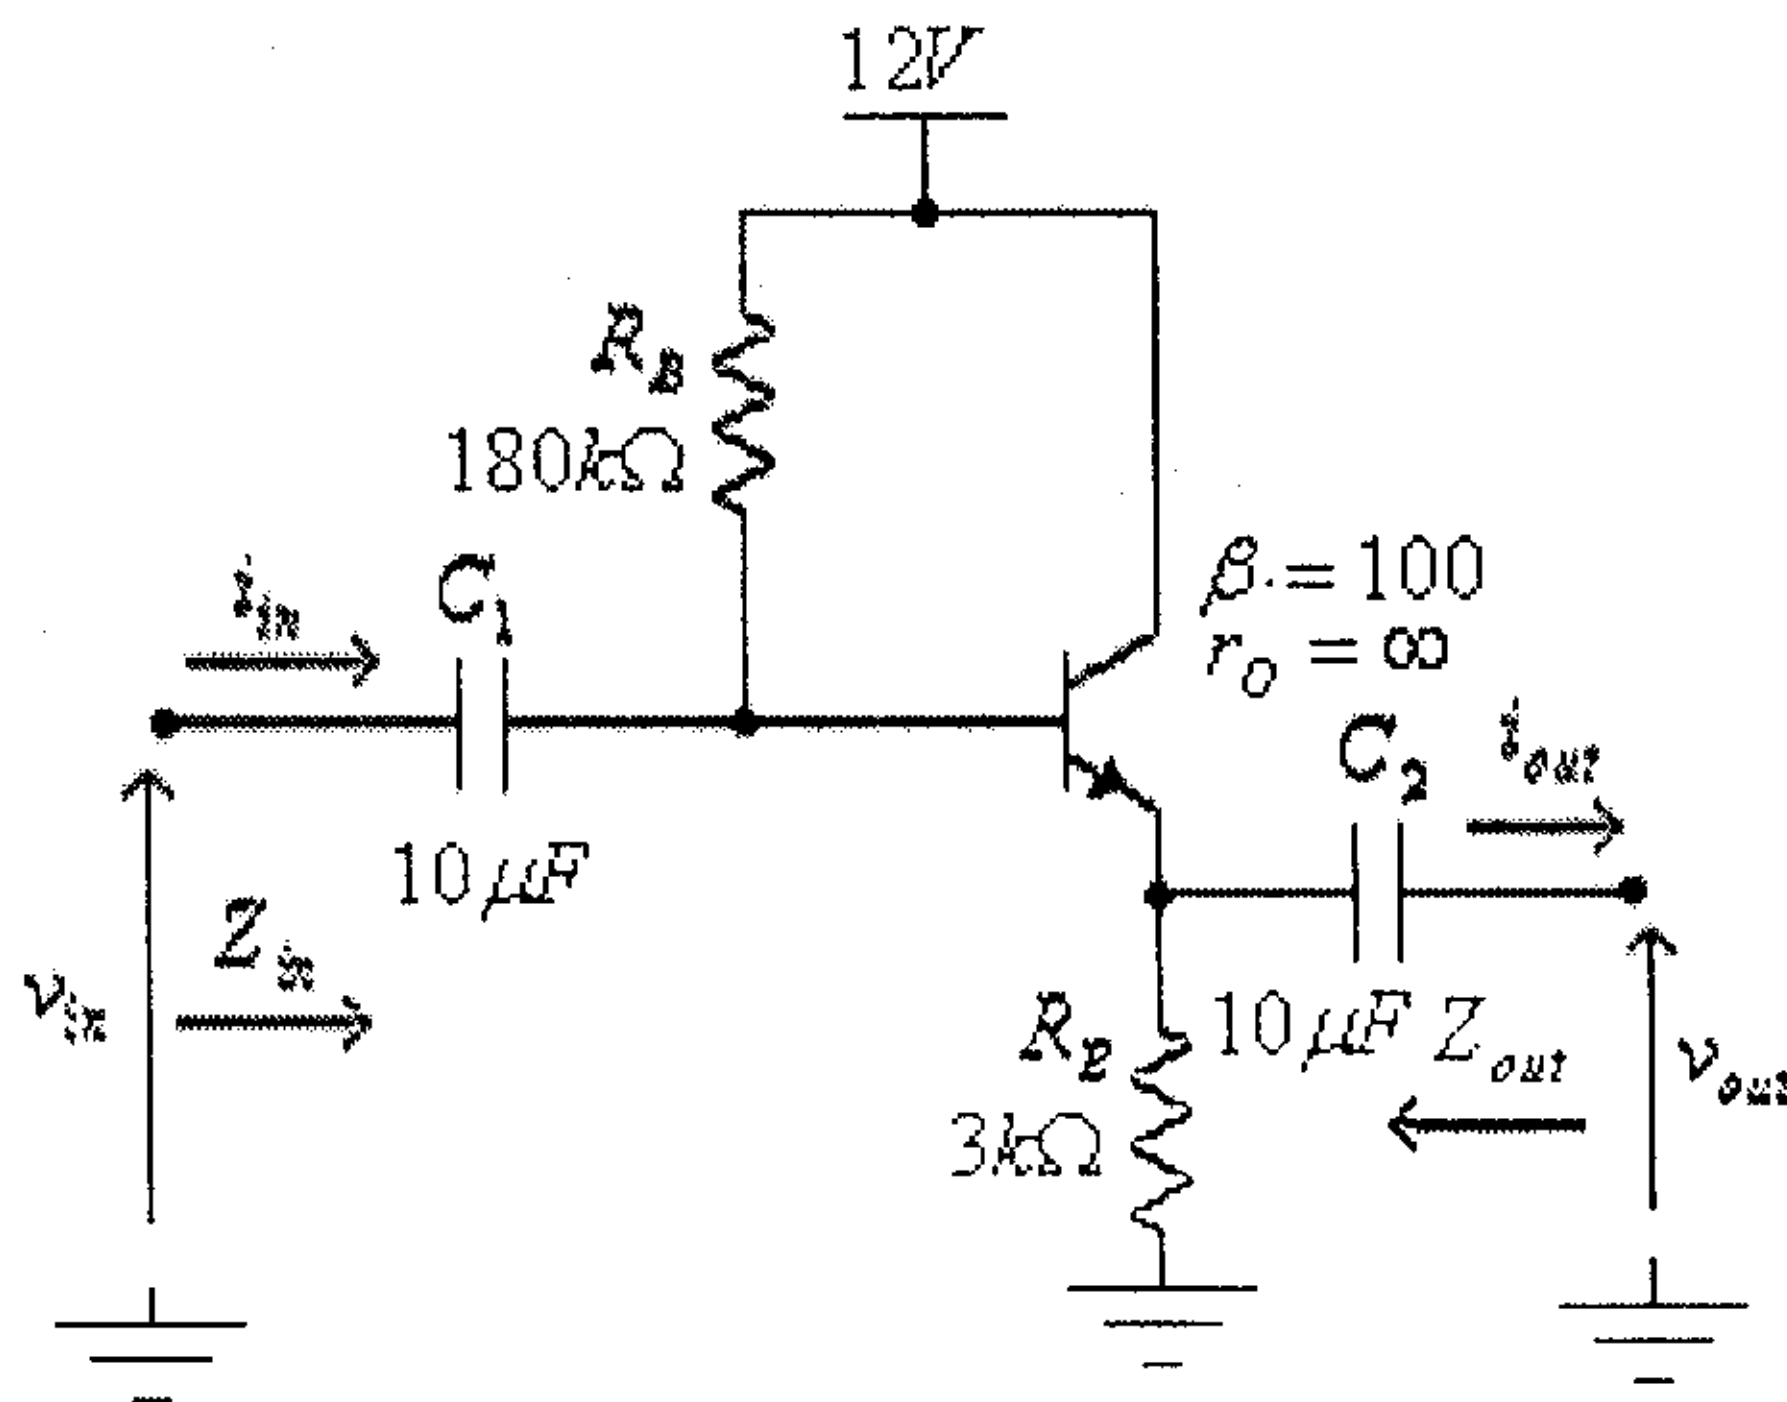 12V
R_B
180kΩ
i_in
C_1
β = 100
r_o = ∞
C_2
i_out
10μF
Z_in
v_in
R_E
10μF
Z_out
v_out
3kΩ